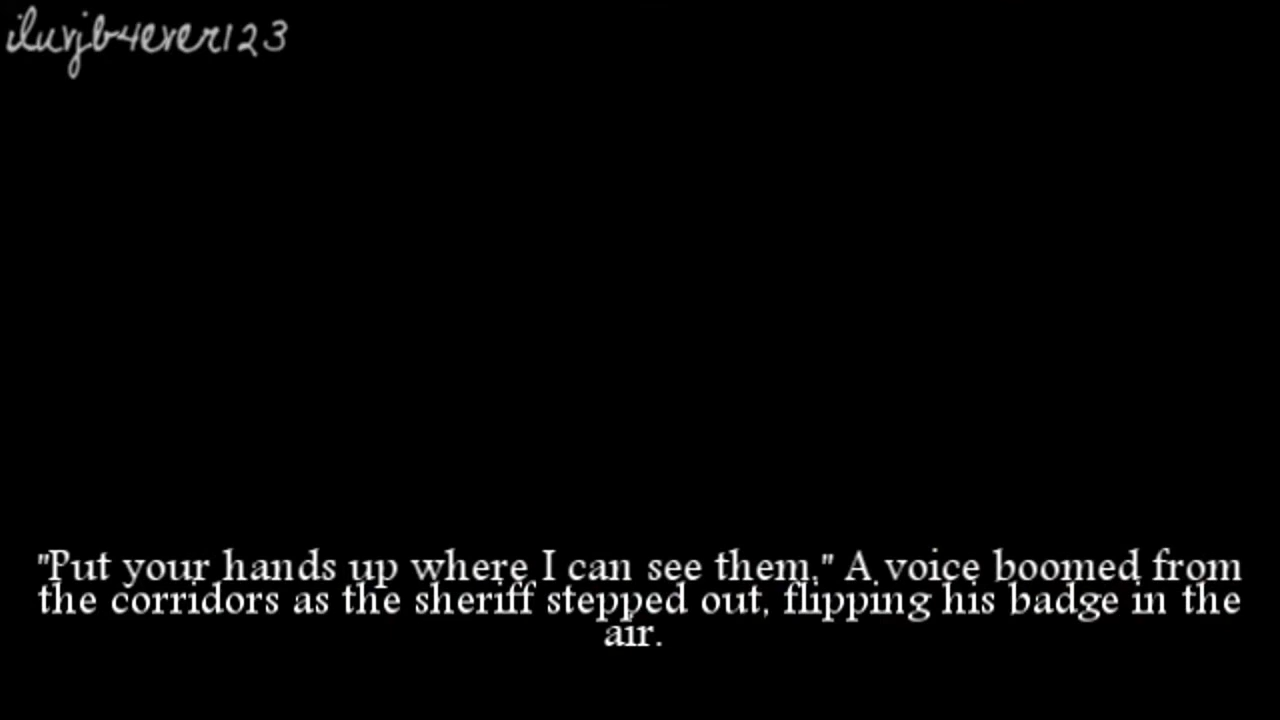 iluvjb4ever123
"Put your hands up where I can see them," A voice boomed from
the corridors as the sheriff stepped out, flipping his badge in the
air.